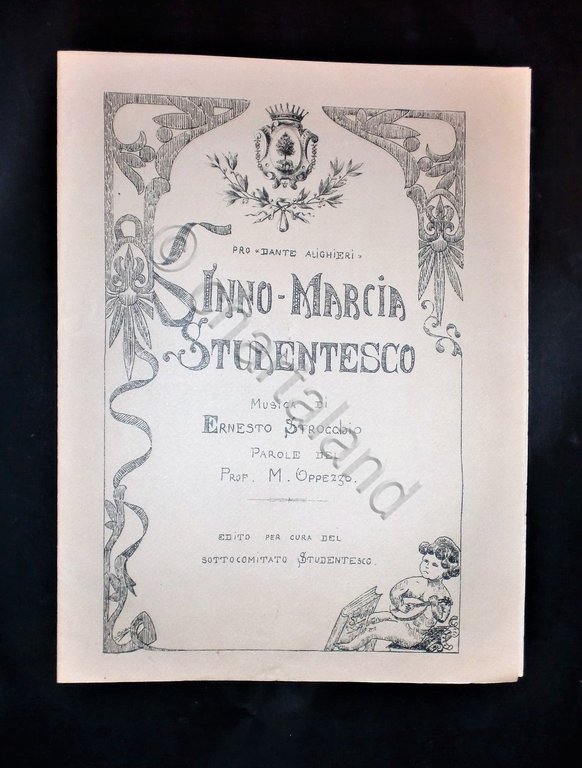 PRO «DANTE ALIGHIERI»
INNO-MARCIA
STUDENTESCO
MUSICA DI
ERNESTO STROCCHIO
PAROLE DEL
PROF. M. OPPEZZO.
EDITO PER CURA DEL
SOTTOCOMITATO STUDENTESCO.
© Chartaland